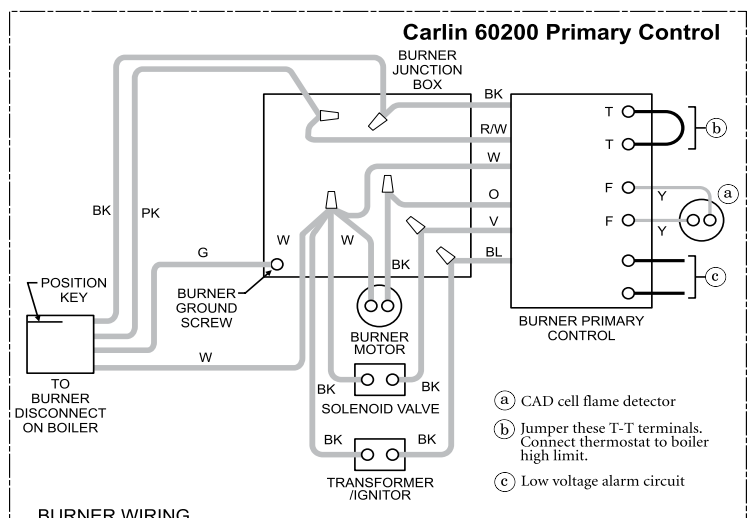 Carlin 60200 Primary Control
BURNER
JUNCTION
BOX
BK
R/W
W
O
V
BL
T
T
F
F
Y
Y
b
a
c
BK
PK
G
W
W
W
BK
POSITION
KEY
BURNER
GROUND
SCREW
BURNER
MOTOR
BURNER PRIMARY
CONTROL
TO
BURNER
DISCONNECT
ON BOILER
BK
BK
SOLENOID VALVE
BK
BK
TRANSFORMER
/IGNITOR
a CAD cell flame detector
b Jumper these T-T terminals.
Connect thermostat to boiler
high limit.
c Low voltage alarm circuit
BURNER WIRING